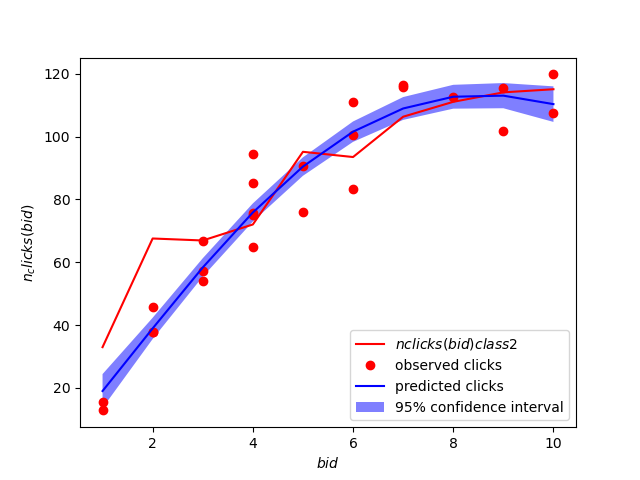 120
100
80
60
40
20
n_clicks(bid)
nclicks(bid)class2
observed clicks
predicted clicks
95% confidence interval
2
4
6
8
10
bid